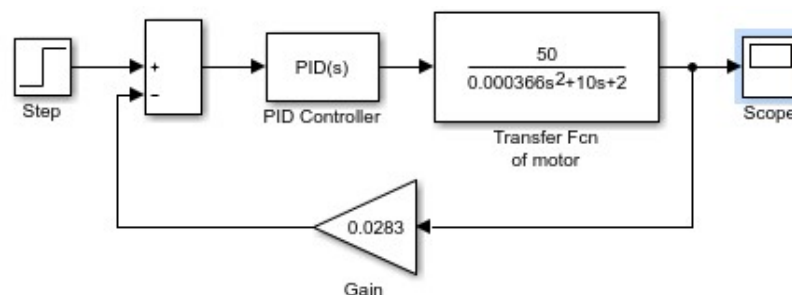 Step
+
−
PID(s)
PID Controller
50
0.000366s²+10s+2
Transfer Fcn
of motor
Scope
0.0283
Gain